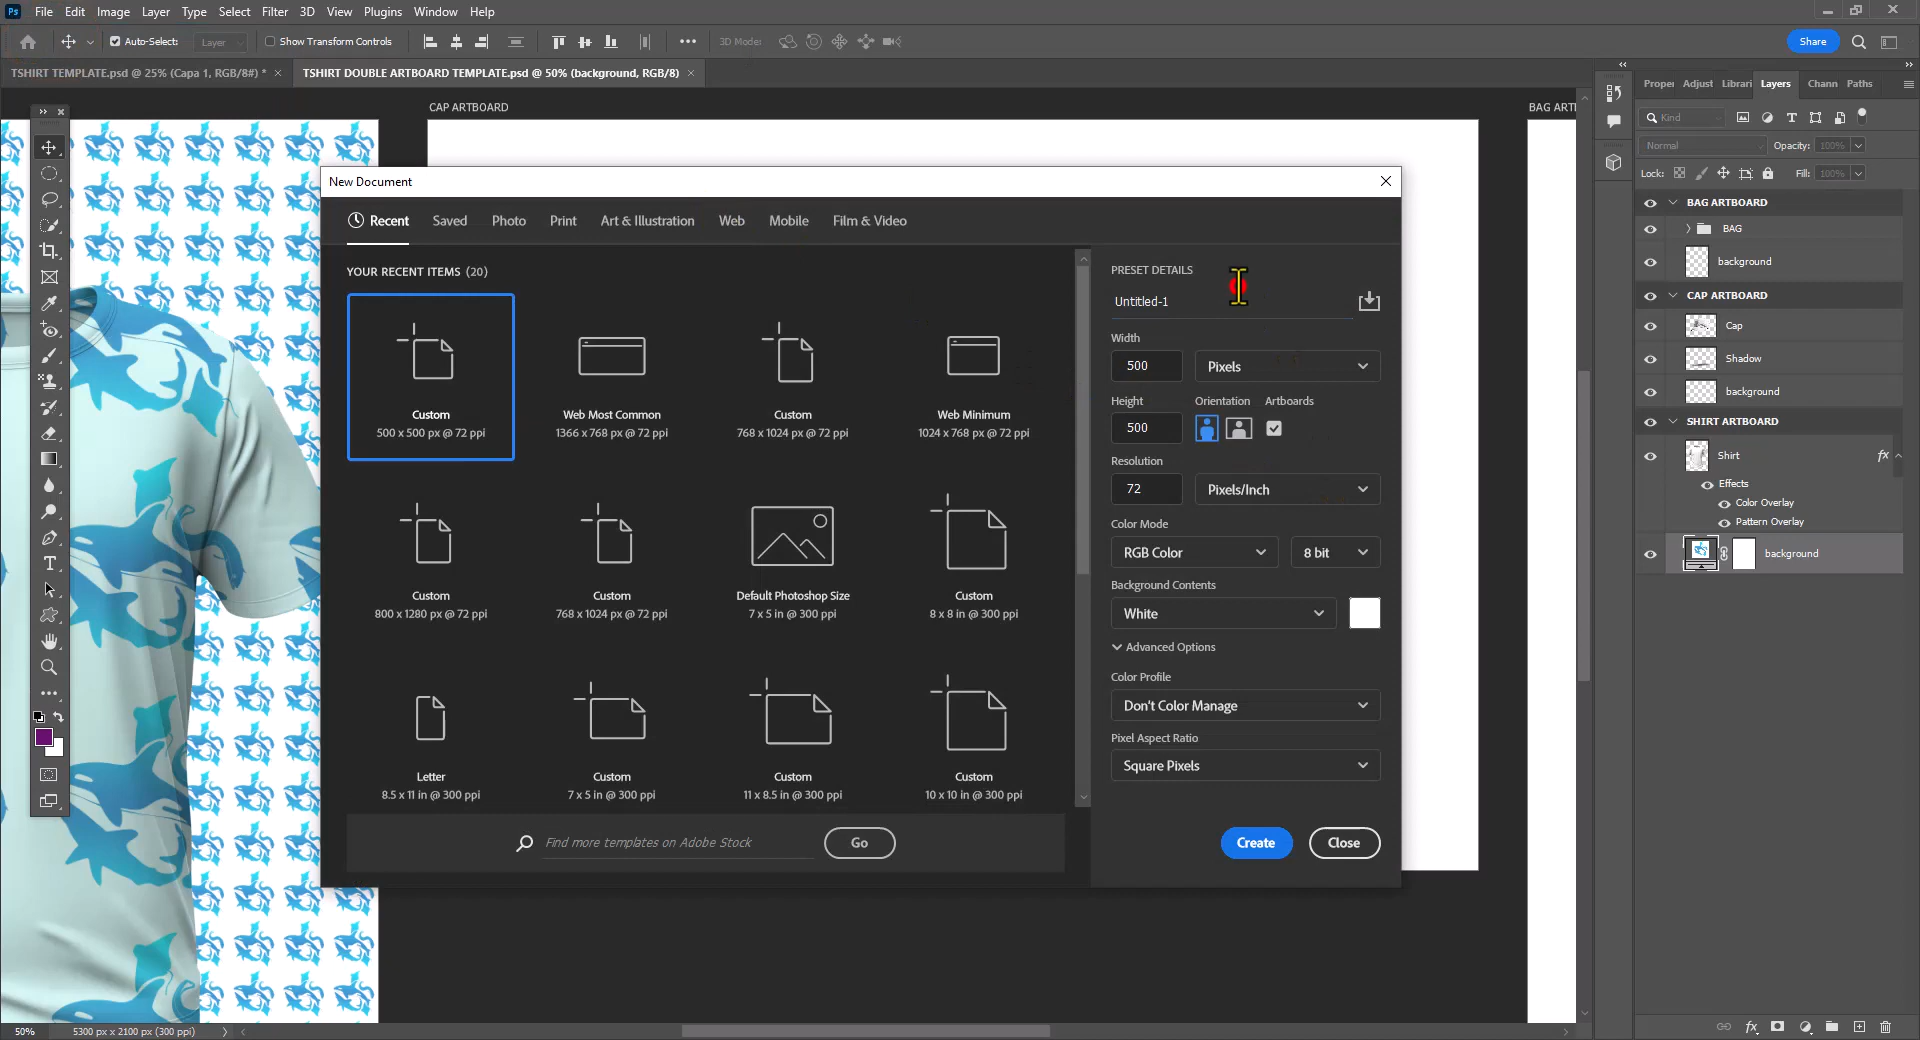 Ps File Edit Image Layer Type Select Filter 3D View Plugins Window Help
Auto-Select: Layer Show Transform Controls 3D Mode: Share
TSHIRT TEMPLATE.psd @ 25% (Capa 1, RGB/8#) * TSHIRT DOUBLE ARTBOARD TEMPLATE.psd @ 50% (background, RGB/8)
CAP ARTBOARD
BAG ART
New Document
Recent Saved Photo Print Art & Illustration Web Mobile Film & Video
YOUR RECENT ITEMS (20)
Custom
500 x 500 px @ 72 ppi
Web Most Common
1366 x 768 px @ 72 ppi
Custom
768 x 1024 px @ 72 ppi
Web Minimum
1024 x 768 px @ 72 ppi
Custom
800 x 1280 px @ 72 ppi
Custom
768 x 1024 px @ 72 ppi
Default Photoshop Size
7 x 5 in @ 300 ppi
Custom
8 x 8 in @ 300 ppi
Letter
8.5 x 11 in @ 300 ppi
Custom
7 x 5 in @ 300 ppi
Custom
11 x 8.5 in @ 300 ppi
Custom
10 x 10 in @ 300 ppi
Find more templates on Adobe Stock
Go
PRESET DETAILS
Untitled-1
Width
500 Pixels
Height Orientation Artboards
500
Resolution
72 Pixels/Inch
Color Mode
RGB Color 8 bit
Background Contents
White
Advanced Options
Color Profile
Don't Color Manage
Pixel Aspect Ratio
Square Pixels
Create Close
Proper Adjust Librari Layers Chann Paths
Kind
Normal Opacity: 100%
Lock: Fill: 100%
BAG ARTBOARD
BAG
background
CAP ARTBOARD
Cap
Shadow
background
SHIRT ARTBOARD
Shirt fx
Effects
Color Overlay
Pattern Overlay
background
fx
T
50% 5300 px x 2100 px (300 ppi)